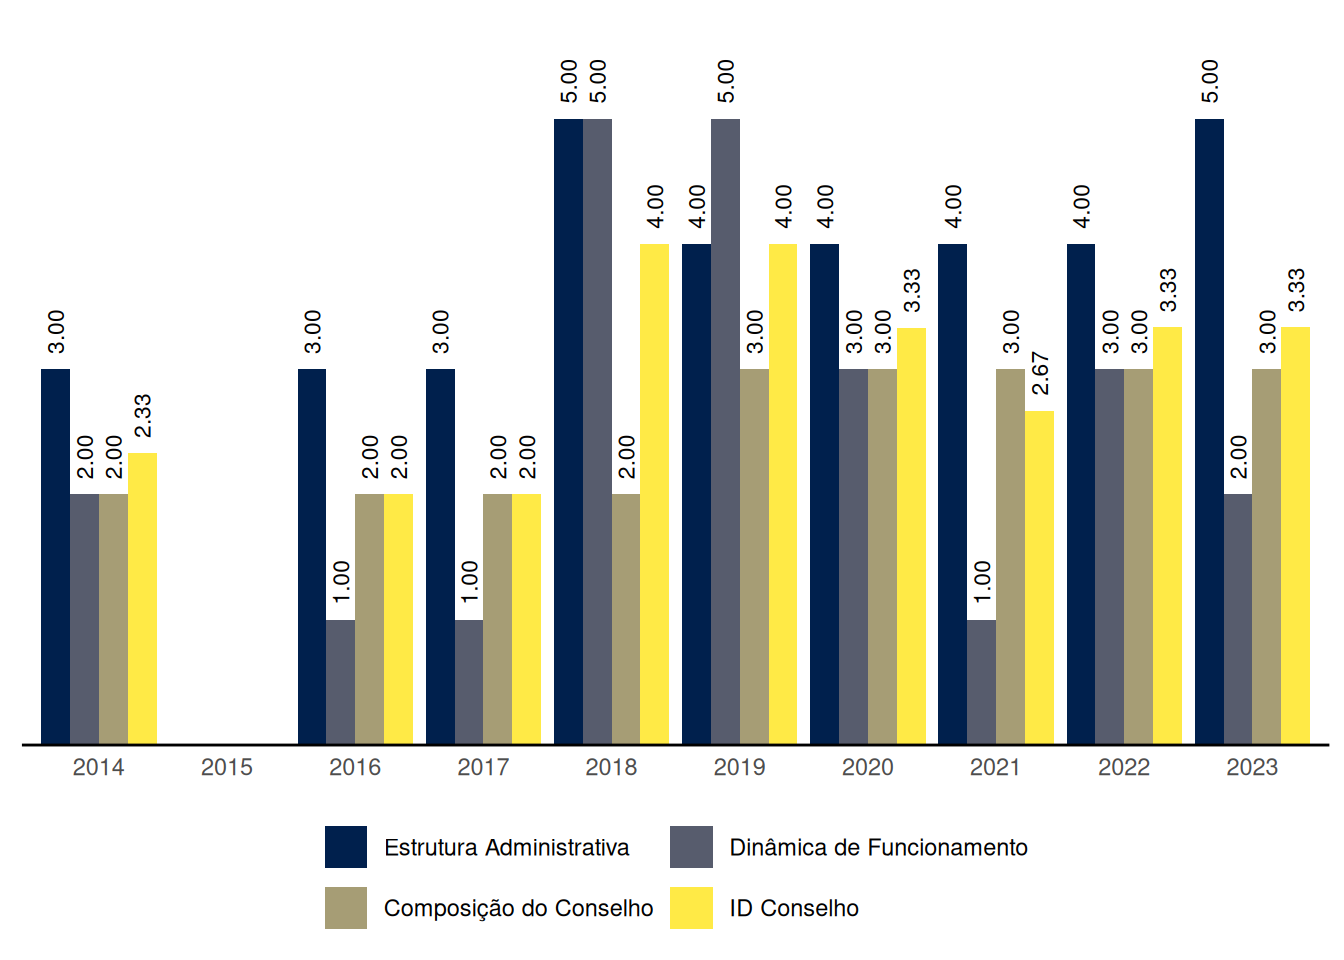 3.00 2.00 2.00 2.33
3.00 1.00 2.00 2.00
3.00 1.00 2.00 2.00
5.00 5.00 2.00 4.00
4.00 5.00 3.00 4.00
4.00 3.00 3.00 3.33
4.00 1.00 3.00 2.67
4.00 3.00 3.00 3.33
5.00 2.00 3.00 3.33
2014 2015 2016 2017 2018 2019 2020 2021 2022 2023
Estrutura Administrativa Dinâmica de Funcionamento
Composição do Conselho ID Conselho